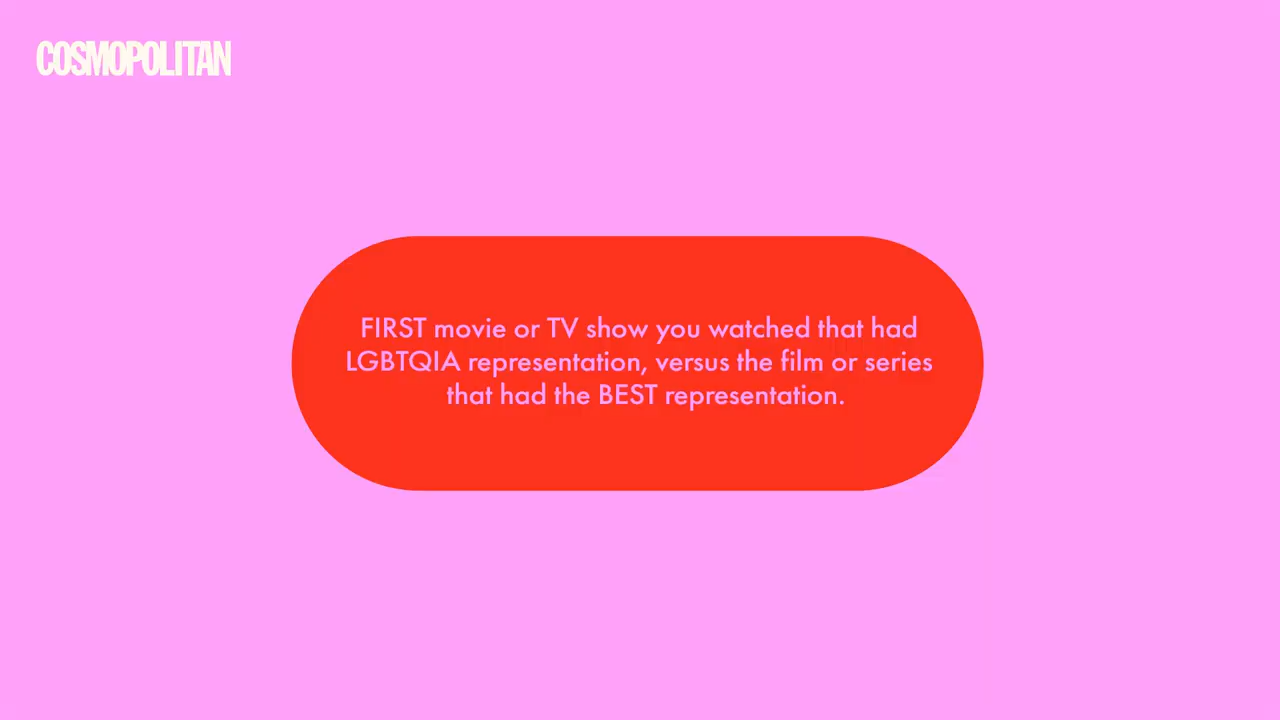 COSMOPOLITAN
FIRST movie or TV show you watched that had
LGBTQIA representation, versus the film or series
that had the BEST representation.